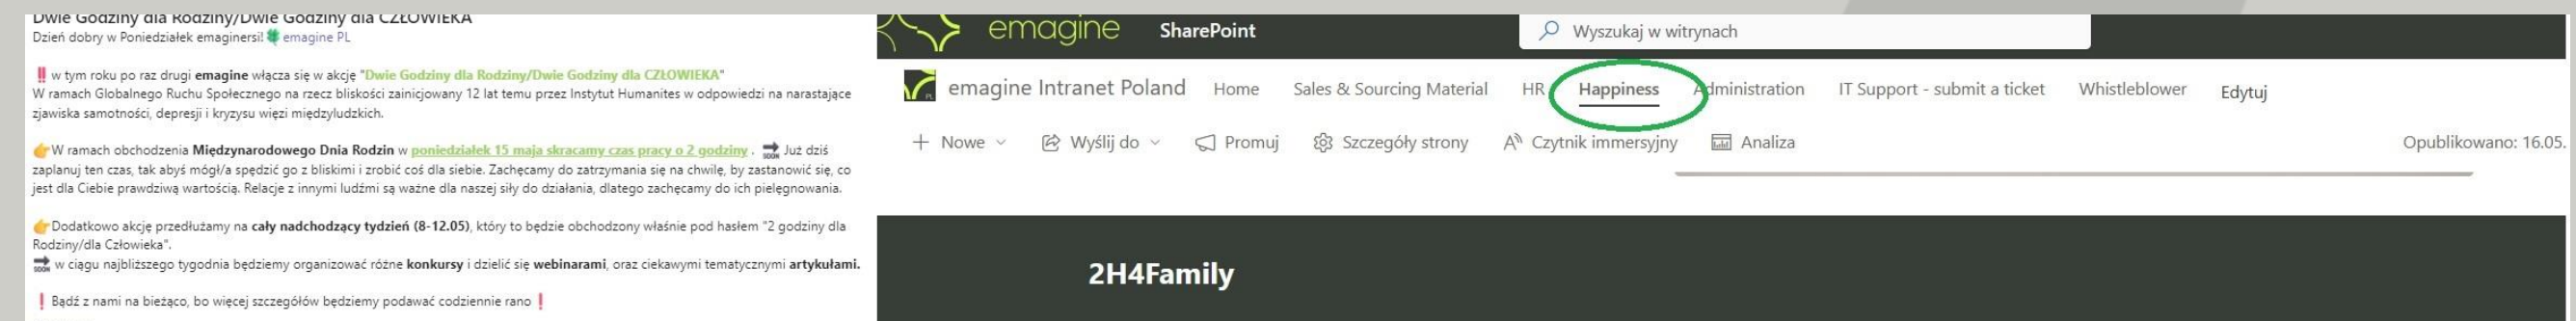 Dwie Godziny dla Rodziny/Dwie Godziny dla CZŁOWIEKA
Dzień dobry w Poniedziałek emaginersi!🍀 emagine PL
‼️ w tym roku po raz drugi emagine włącza się w akcję "Dwie Godziny dla Rodziny/Dwie Godziny dla CZŁOWIEKA"
W ramach Globalnego Ruchu Społecznego na rzecz bliskości zainicjowany 12 lat temu przez Instytut Humanites w odpowiedzi na narastające
zjawiska samotności, depresji i kryzysu więzi międzyludzkich.
👉W ramach obchodzenia Międzynarodowego Dnia Rodzin w poniedziałek 15 maja skracamy czas pracy o 2 godziny . 🔜 Już dziś
zaplanuj ten czas, tak abyś mógł/a spędzić go z bliskimi i zrobić coś dla siebie. Zachęcamy do zatrzymania się na chwilę, by zastanowić się, co
jest dla Ciebie prawdziwą wartością. Relacje z innymi ludźmi są ważne dla naszej siły do działania, dlatego zachęcamy do ich pielęgnowania.
👉Dodatkowo akcję przedłużamy na cały nadchodzący tydzień (8-12.05), który to będzie obchodzony właśnie pod hasłem "2 godziny dla
Rodziny/dla Człowieka".
🔜 w ciągu najbliższego tygodnia będziemy organizować różne konkursy i dzielić się webinarami, oraz ciekawymi tematycznymi artykułami.
❗ Bądź z nami na bieżąco, bo więcej szczegółów będziemy podawać codziennie rano ❗
emagine SharePoint Wyszukaj w witrynach
PL emagine Intranet Poland Home Sales & Sourcing Material HR Happiness Administration IT Support - submit a ticket Whistleblower Edytuj
+ Nowe Wyślij do Promuj Szczegóły strony Czytnik immersyjny Analiza Opublikowano: 16.05.
2H4Family